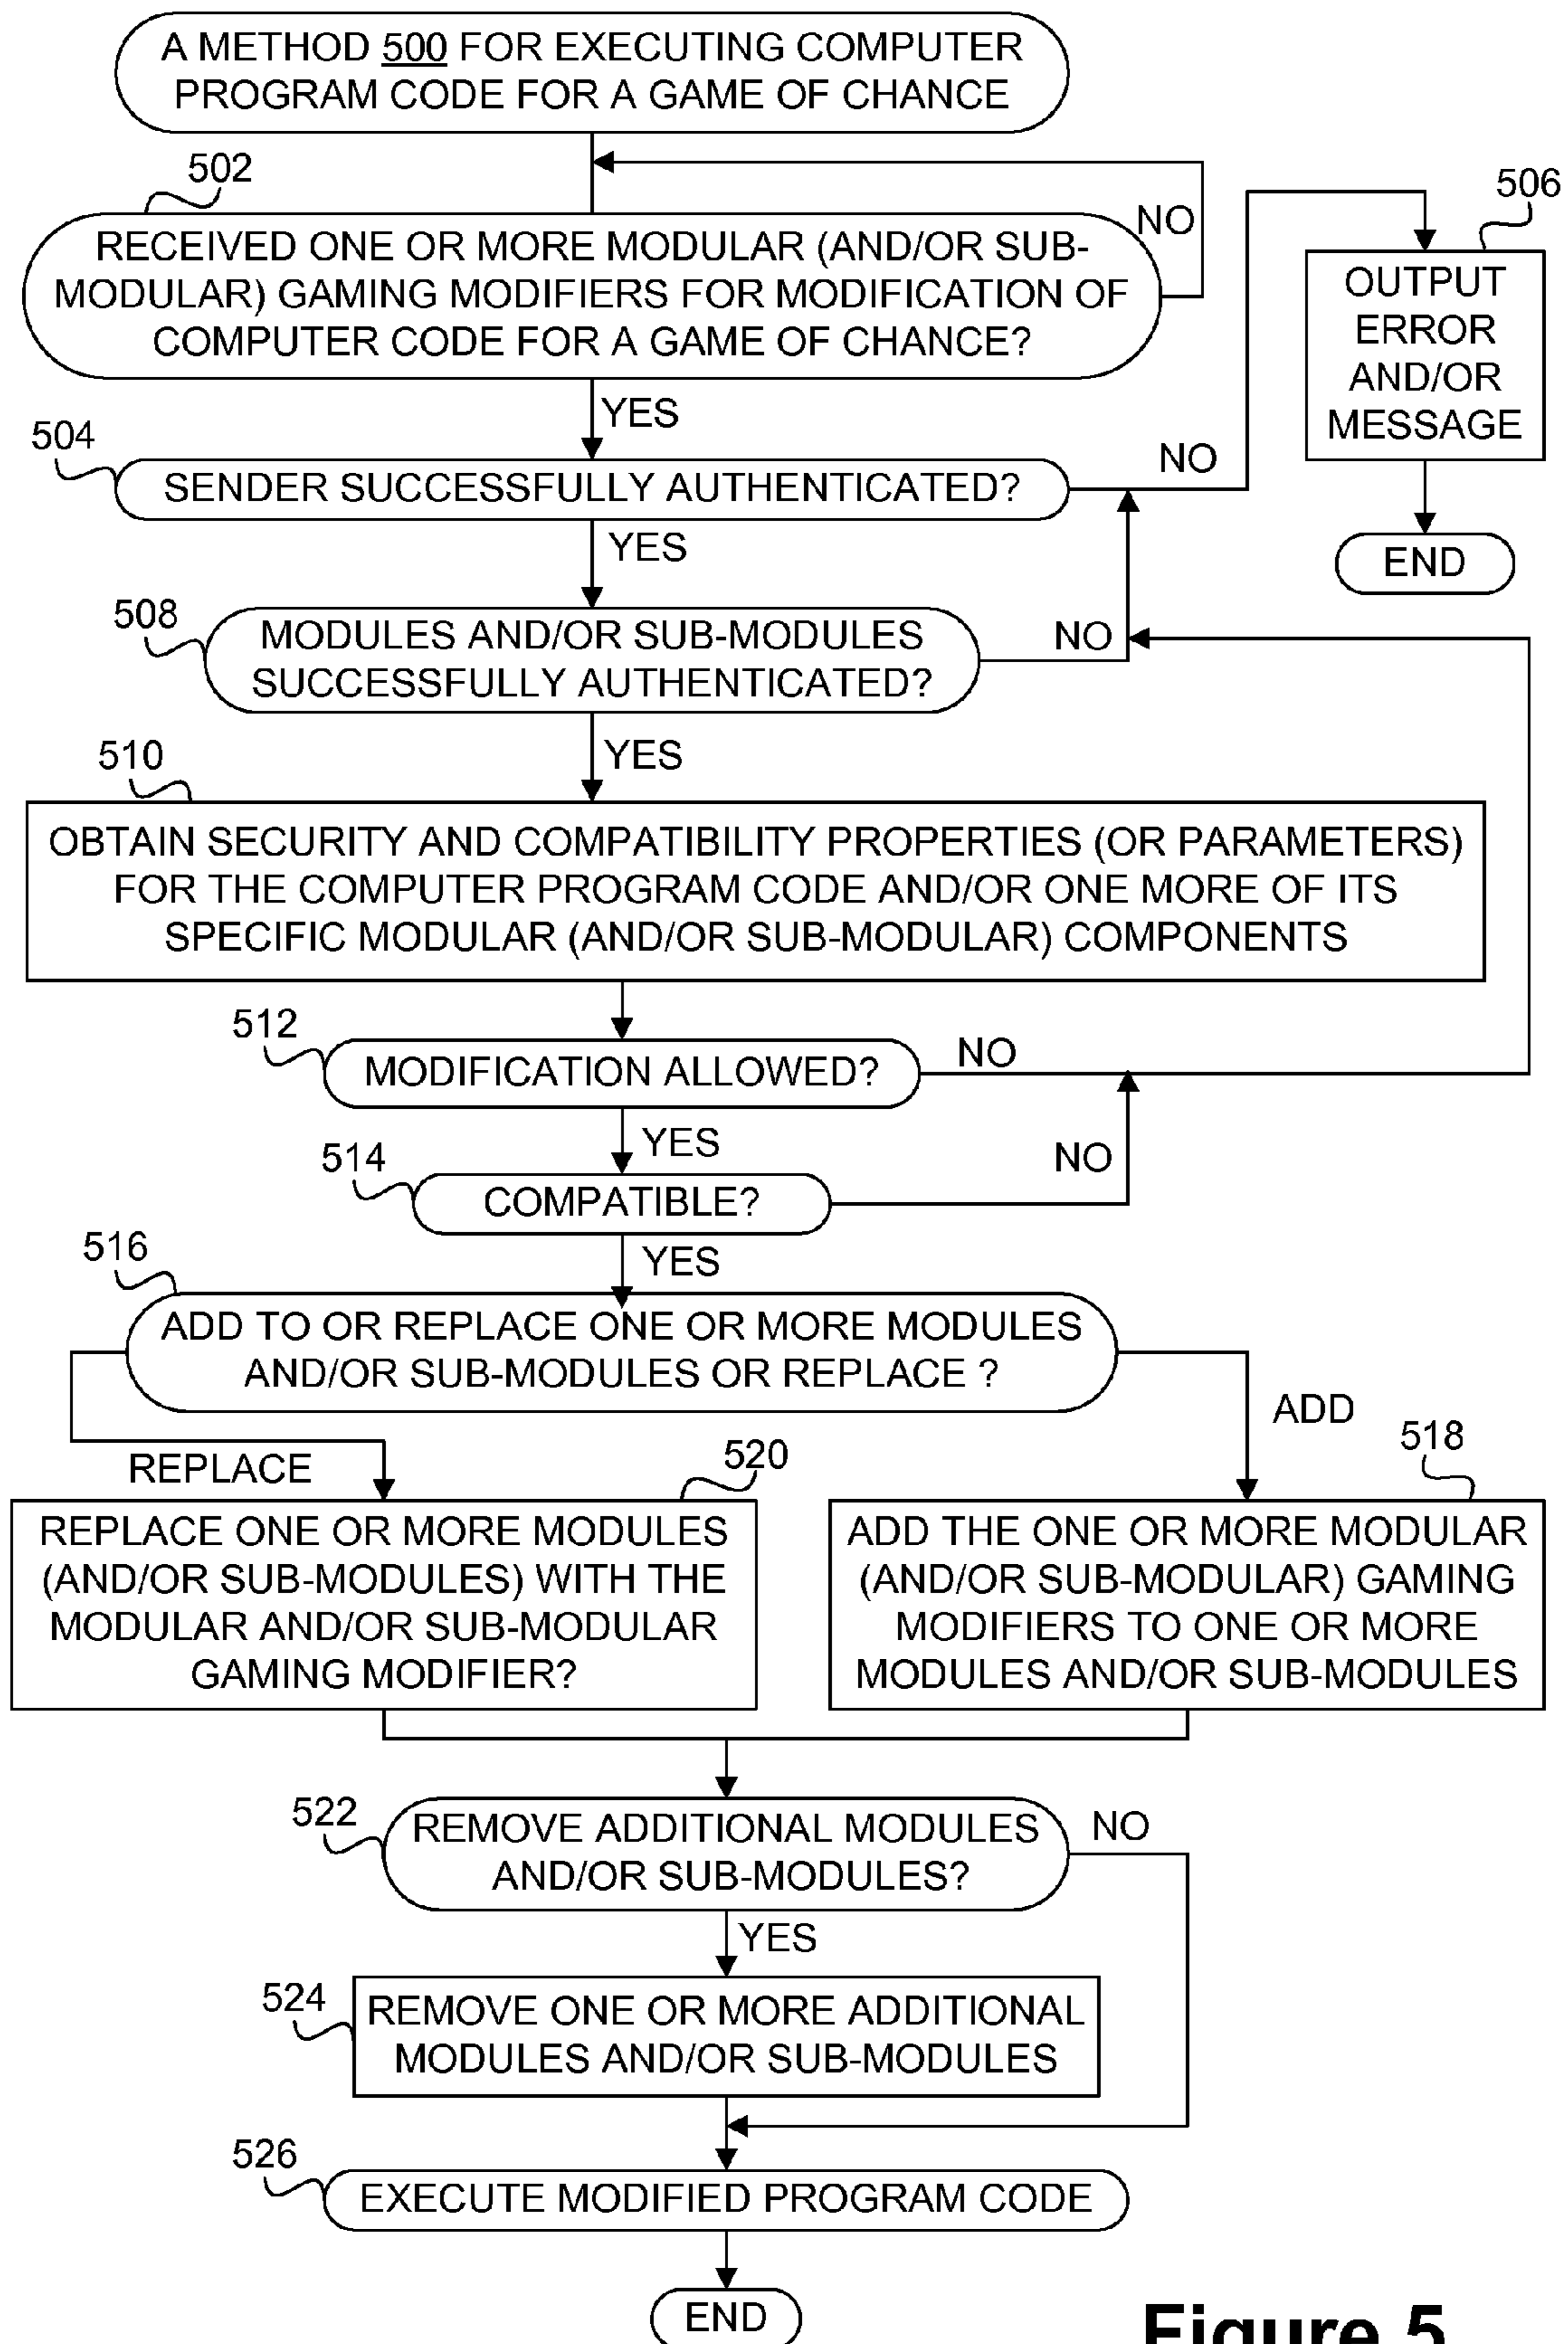 A METHOD 500 FOR EXECUTING COMPUTER
PROGRAM CODE FOR A GAME OF CHANCE
502
NO
506
RECEIVED ONE OR MORE MODULAR (AND/OR SUB-
MODULAR) GAMING MODIFIERS FOR MODIFICATION OF
COMPUTER CODE FOR A GAME OF CHANCE?
OUTPUT
ERROR
AND/OR
MESSAGE
YES
504
NO
SENDER SUCCESSFULLY AUTHENTICATED?
YES
END
508
MODULES AND/OR SUB-MODULES
SUCCESSFULLY AUTHENTICATED?
NO
YES
510
OBTAIN SECURITY AND COMPATIBILITY PROPERTIES (OR PARAMETERS)
FOR THE COMPUTER PROGRAM CODE AND/OR ONE MORE OF ITS
SPECIFIC MODULAR (AND/OR SUB-MODULAR) COMPONENTS
512
MODIFICATION ALLOWED?
NO
YES
514
NO
COMPATIBLE?
YES
516
ADD TO OR REPLACE ONE OR MORE MODULES
AND/OR SUB-MODULES OR REPLACE ?
ADD
REPLACE
520
518
REPLACE ONE OR MORE MODULES
(AND/OR SUB-MODULES) WITH THE
MODULAR AND/OR SUB-MODULAR
GAMING MODIFIER?
ADD THE ONE OR MORE MODULAR
(AND/OR SUB-MODULAR) GAMING
MODIFIERS TO ONE OR MORE
MODULES AND/OR SUB-MODULES
522
REMOVE ADDITIONAL MODULES
AND/OR SUB-MODULES?
NO
YES
524
REMOVE ONE OR MORE ADDITIONAL
MODULES AND/OR SUB-MODULES
526
EXECUTE MODIFIED PROGRAM CODE
END
Figure 5